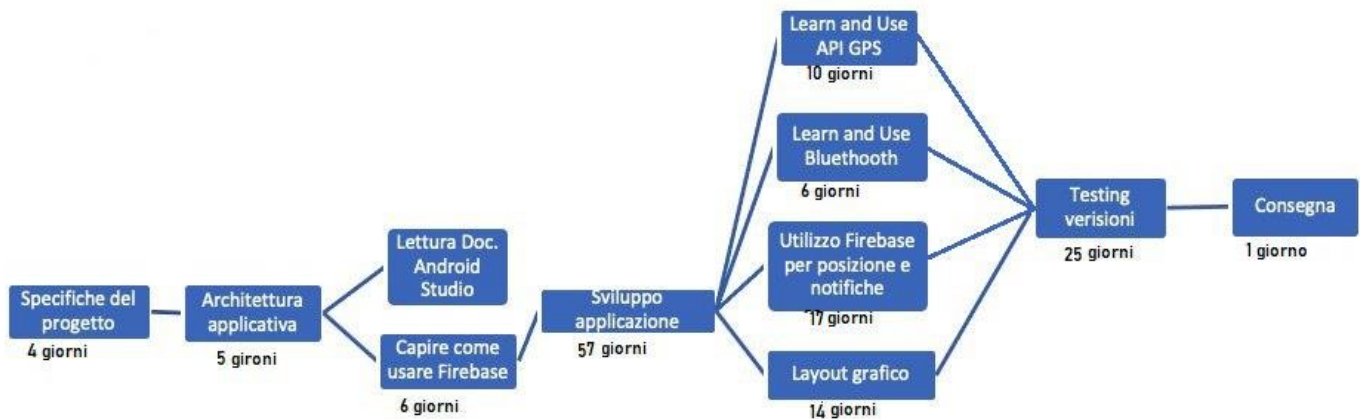 Specifiche del
progetto
4 giorni
Architettura
applicativa
5 gironi
Lettura Doc.
Android
Studio
Capire come
usare Firebase
6 giorni
Sviluppo
applicazione
57 giorni
Learn and Use
API GPS
10 giorni
Learn and Use
Bluethooth
6 giorni
Utilizzo Firebase
per posizione e
notifiche
17 giorni
Layout grafico
14 giorni
Testing
verisioni
25 giorni
Consegna
1 giorno